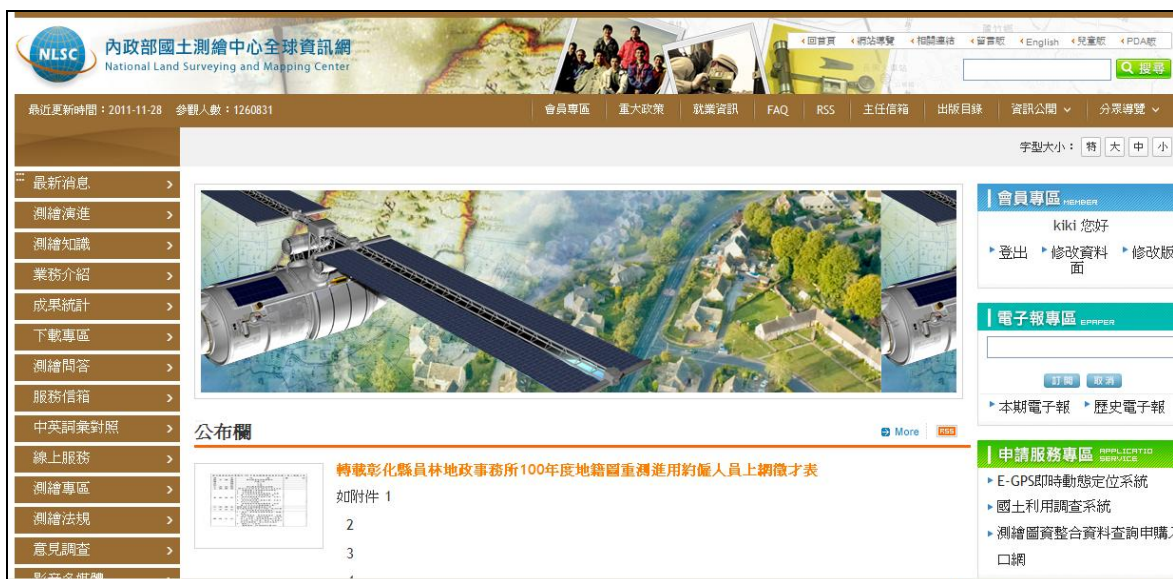 NLSC
內政部國土測繪中心全球資訊網
National Land Surveying and Mapping Center
回首頁 網站導覽 相關連結 留言板 English 兒童版 PDA版
搜尋
最近更新時間：2011-11-28 參觀人數：1260831
會員專區 重大政策 就業資訊 FAQ RSS 主任信箱 出版目錄 資訊公開 分眾導覽
字型大小： 特 大 中 小
最新消息
測繪演進
測繪知識
業務介紹
成果統計
下載專區
測繪問答
服務信箱
中英詞彙對照
線上服務
測繪專區
測繪法規
意見調查
影音多媒體
公布欄
More RSS
轉載彰化縣員林地政事務所100年度地籍圖重測進用約僱人員上網徵才表
如附件 1
2
3
會員專區 MEMBER
kiki 您好
登出 修改資料 修改版
面
電子報專區 EPAPER
訂閱 取消
本期電子報 歷史電子報
申請服務專區 APPLICATIO
SERVICE
E-GPS即時動態定位系統
國土利用調查系統
測繪圖資整合資料查詢申購入
口網